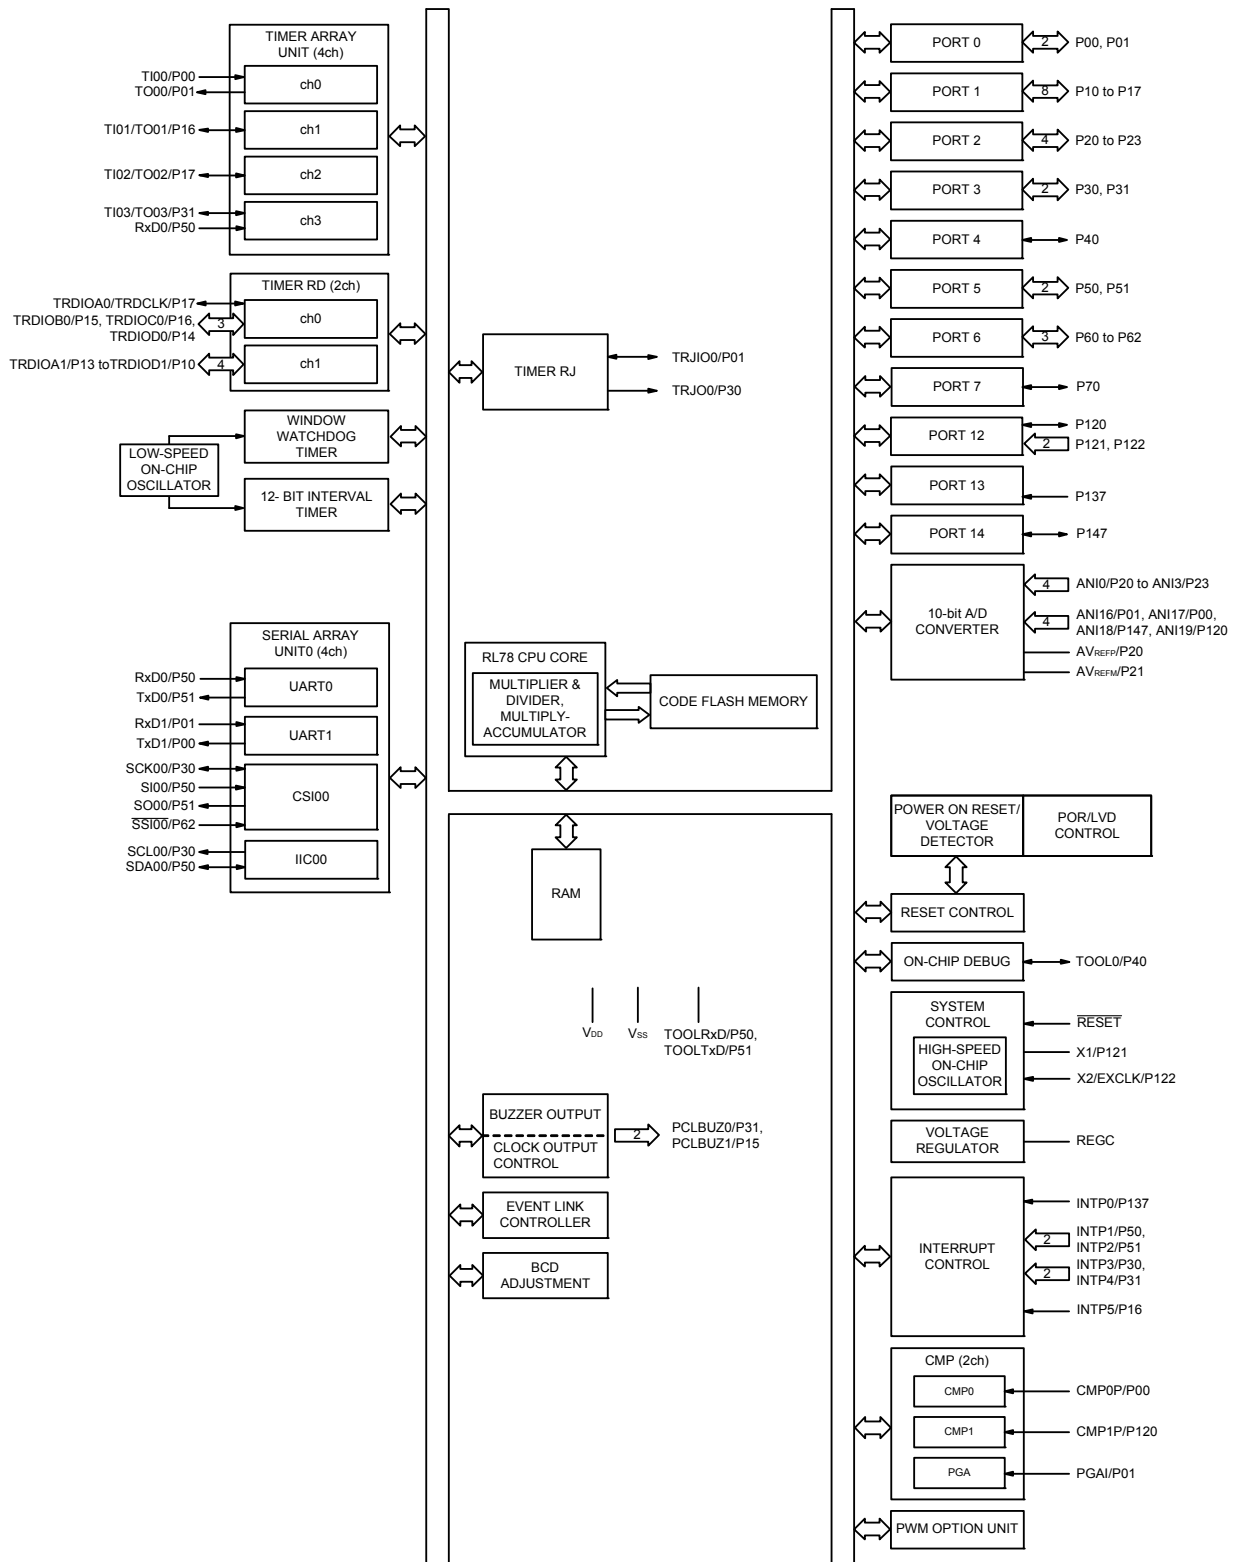 TIMER ARRAY
UNIT (4ch)
TI00/P00
TO00/P01
ch0
TI01/TO01/P16
ch1
TI02/TO02/P17
ch2
TI03/TO03/P31
RxD0/P50
ch3
TIMER RD (2ch)
TRDIOA0/TRDCLK/P17
TRDIOB0/P15, TRDIOC0/P16,
TRDIOD0/P14
3
ch0
TRDIOA1/P13 toTRDIOD1/P10
4
ch1
WINDOW
WATCHDOG
TIMER
LOW-SPEED
ON-CHIP
OSCILLATOR
12- BIT INTERVAL
TIMER
SERIAL ARRAY
UNIT0 (4ch)
RxD0/P50
TxD0/P51
UART0
RxD1/P01
TxD1/P00
UART1
SCK00/P30
SI00/P50
SO00/P51
SSI00/P62
CSI00
SCL00/P30
SDA00/P50
IIC00
TIMER RJ
TRJIO0/P01
TRJO0/P30
RL78 CPU CORE
MULTIPLIER &
DIVIDER,
MULTIPLY-
ACCUMULATOR
CODE FLASH MEMORY
RAM
VDD
VSS
TOOLRxD/P50,
TOOLTxD/P51
BUZZER OUTPUT
CLOCK OUTPUT
CONTROL
2
PCLBUZ0/P31,
PCLBUZ1/P15
EVENT LINK
CONTROLLER
BCD
ADJUSTMENT
PORT 0
2
P00, P01
PORT 1
8
P10 to P17
PORT 2
4
P20 to P23
PORT 3
2
P30, P31
PORT 4
P40
PORT 5
2
P50, P51
PORT 6
3
P60 to P62
PORT 7
P70
PORT 12
P120
2
P121, P122
PORT 13
P137
PORT 14
P147
10-bit A/D
CONVERTER
4
ANI0/P20 to ANI3/P23
4
ANI16/P01, ANI17/P00,
ANI18/P147, ANI19/P120
AVREFP/P20
AVREFM/P21
POWER ON RESET/
VOLTAGE
DETECTOR
POR/LVD
CONTROL
RESET CONTROL
ON-CHIP DEBUG
TOOL0/P40
SYSTEM
CONTROL
HIGH-SPEED
ON-CHIP
OSCILLATOR
RESET
X1/P121
X2/EXCLK/P122
VOLTAGE
REGULATOR
REGC
INTERRUPT
CONTROL
INTP0/P137
2
INTP1/P50,
INTP2/P51
2
INTP3/P30,
INTP4/P31
INTP5/P16
CMP (2ch)
CMP0
CMP0P/P00
CMP1
CMP1P/P120
PGA
PGAI/P01
PWM OPTION UNIT